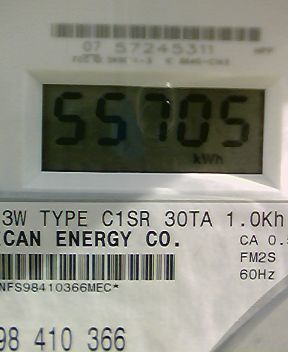 07 57245311
55705
kWh
3W TYPE C1SR 30TA 1.0Kh
CAN ENERGY CO.
CA 0.5
FM2S
60Hz
NFS98410366MEC*
98 410 366